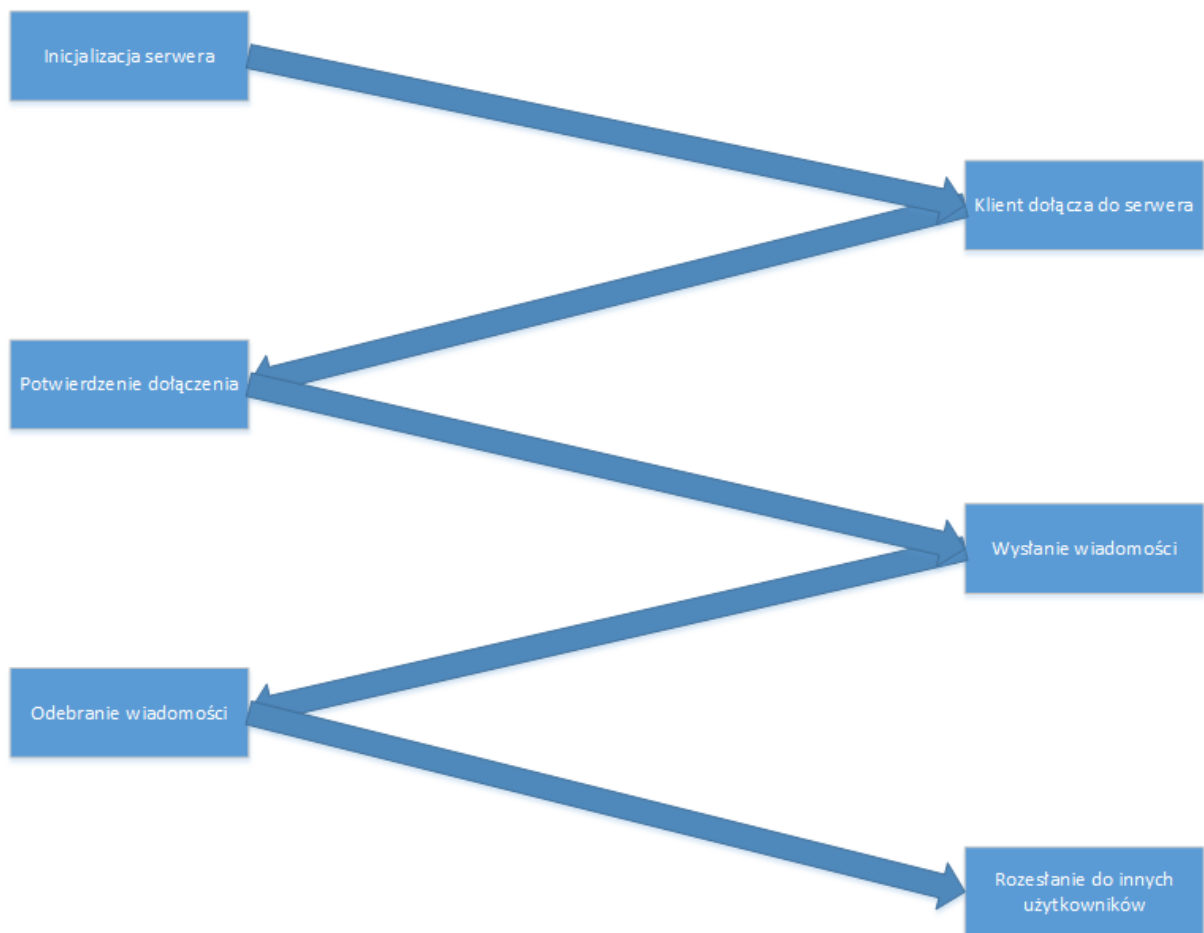 Inicjalizacja serwera
Klient dołącza do serwera
Potwierdzenie dołączenia
Wysłanie wiadomości
Odebranie wiadomości
Rozesłanie do innych
użytkowników